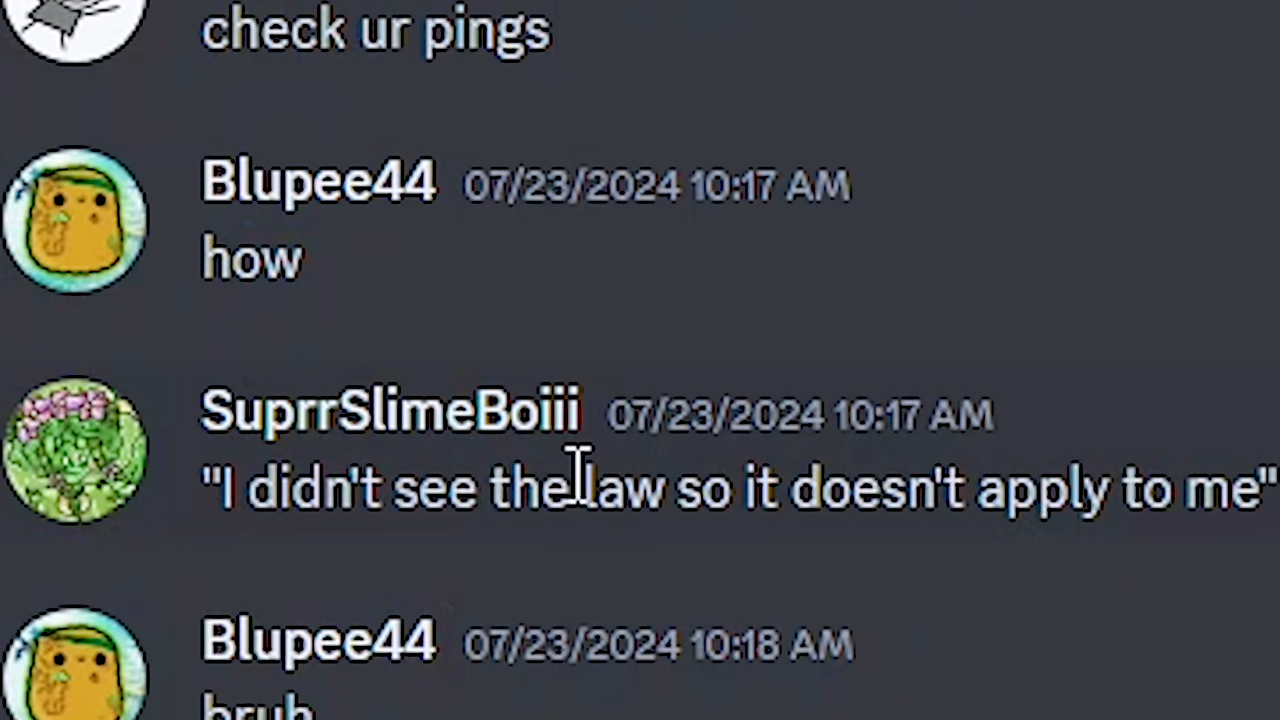 check ur pings
Blupee44 07/23/2024 10:17 AM
how
SuprrSlimeBoiii 07/23/2024 10:17 AM
"I didn't see the law so it doesn't apply to me"
Blupee44 07/23/2024 10:18 AM
bruh